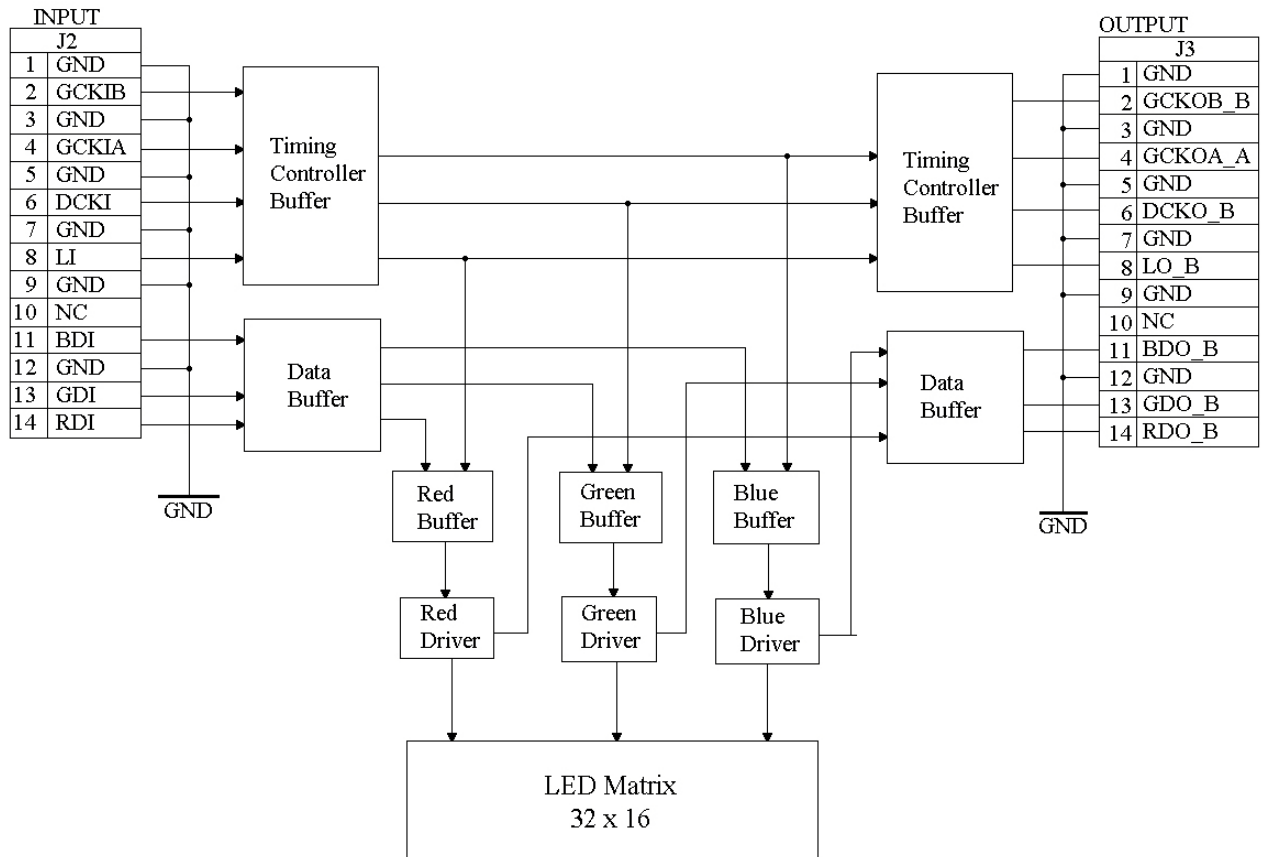 INPUT
J2
1 GND
2 GCKIB
3 GND
4 GCKIA
5 GND
6 DCKI
7 GND
8 LI
9 GND
10 NC
11 BDI
12 GND
13 GDI
14 RDI
GND
Timing
Controller
Buffer
Data
Buffer
Red
Buffer
Green
Buffer
Blue
Buffer
Red
Driver
Green
Driver
Blue
Driver
LED Matrix
32 x 16
Timing
Controller
Buffer
Data
Buffer
OUTPUT
J3
1 GND
2 GCKOB_B
3 GND
4 GCKOA_A
5 GND
6 DCKO_B
7 GND
8 LO_B
9 GND
10 NC
11 BDO_B
12 GND
13 GDO_B
14 RDO_B
GND